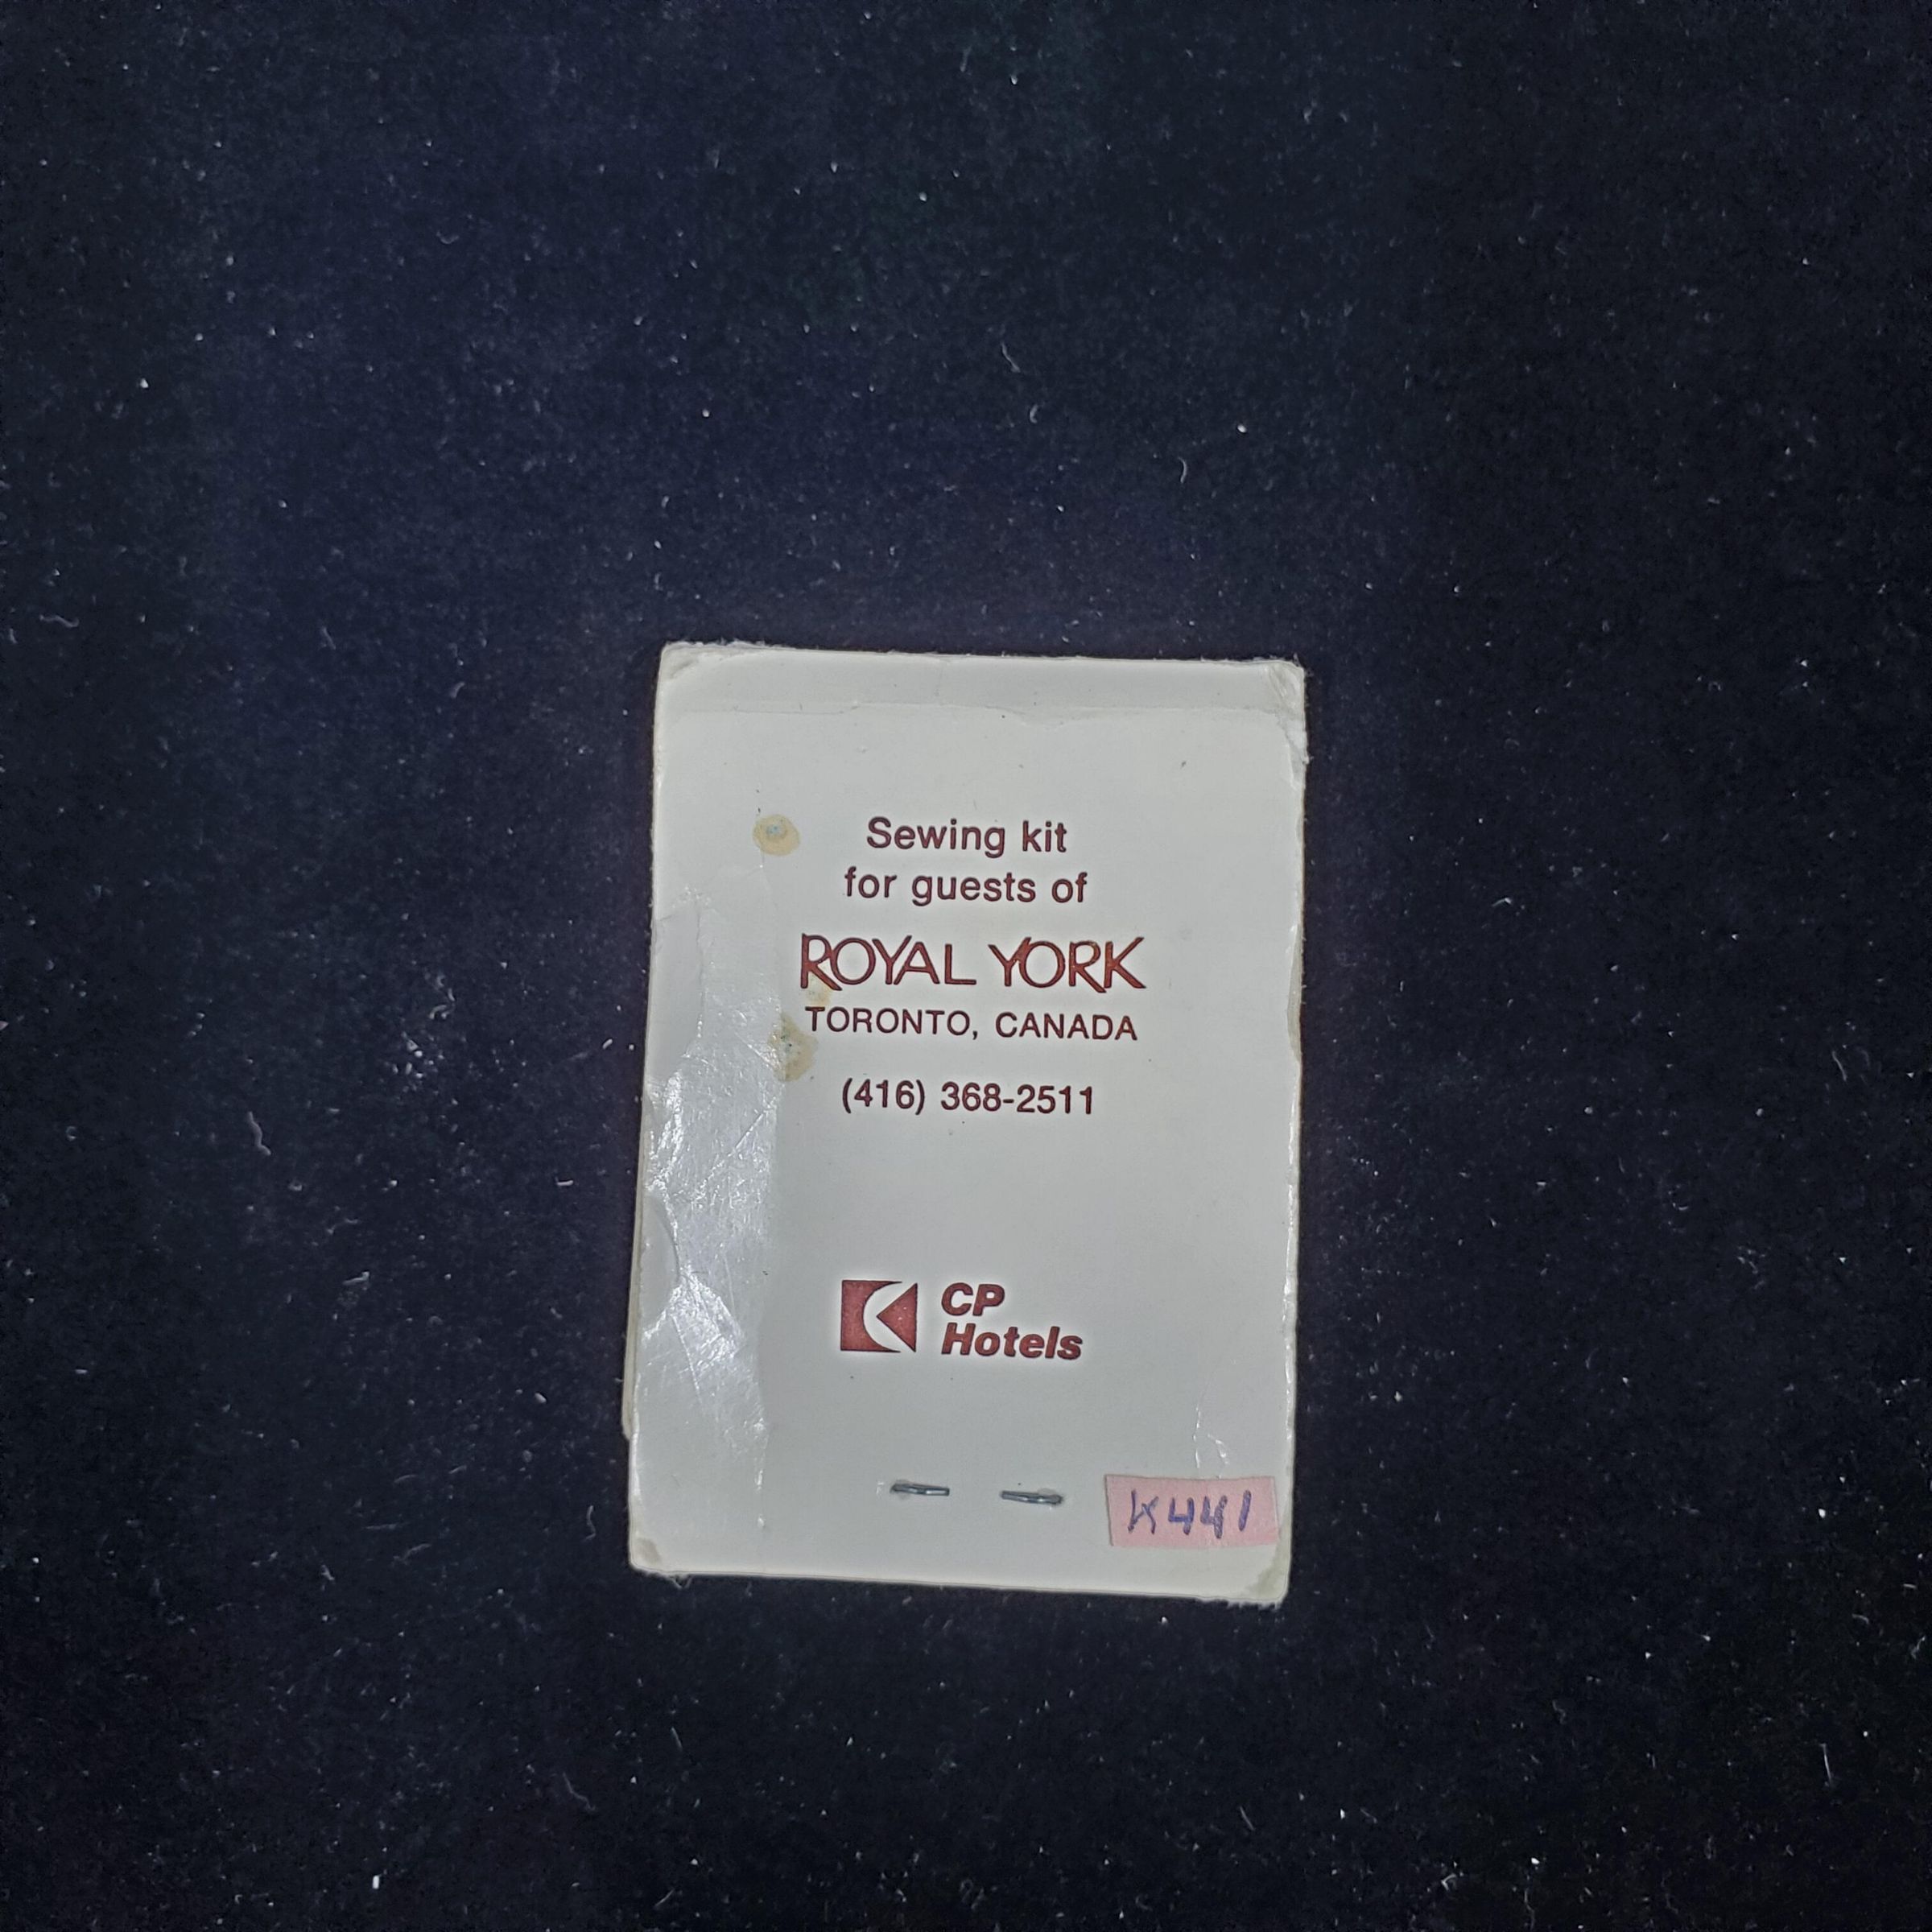 Sewing kit
for guests of
ROYAL YORK
TORONTO, CANADA
(416) 368-2511
CP
Hotels
K441